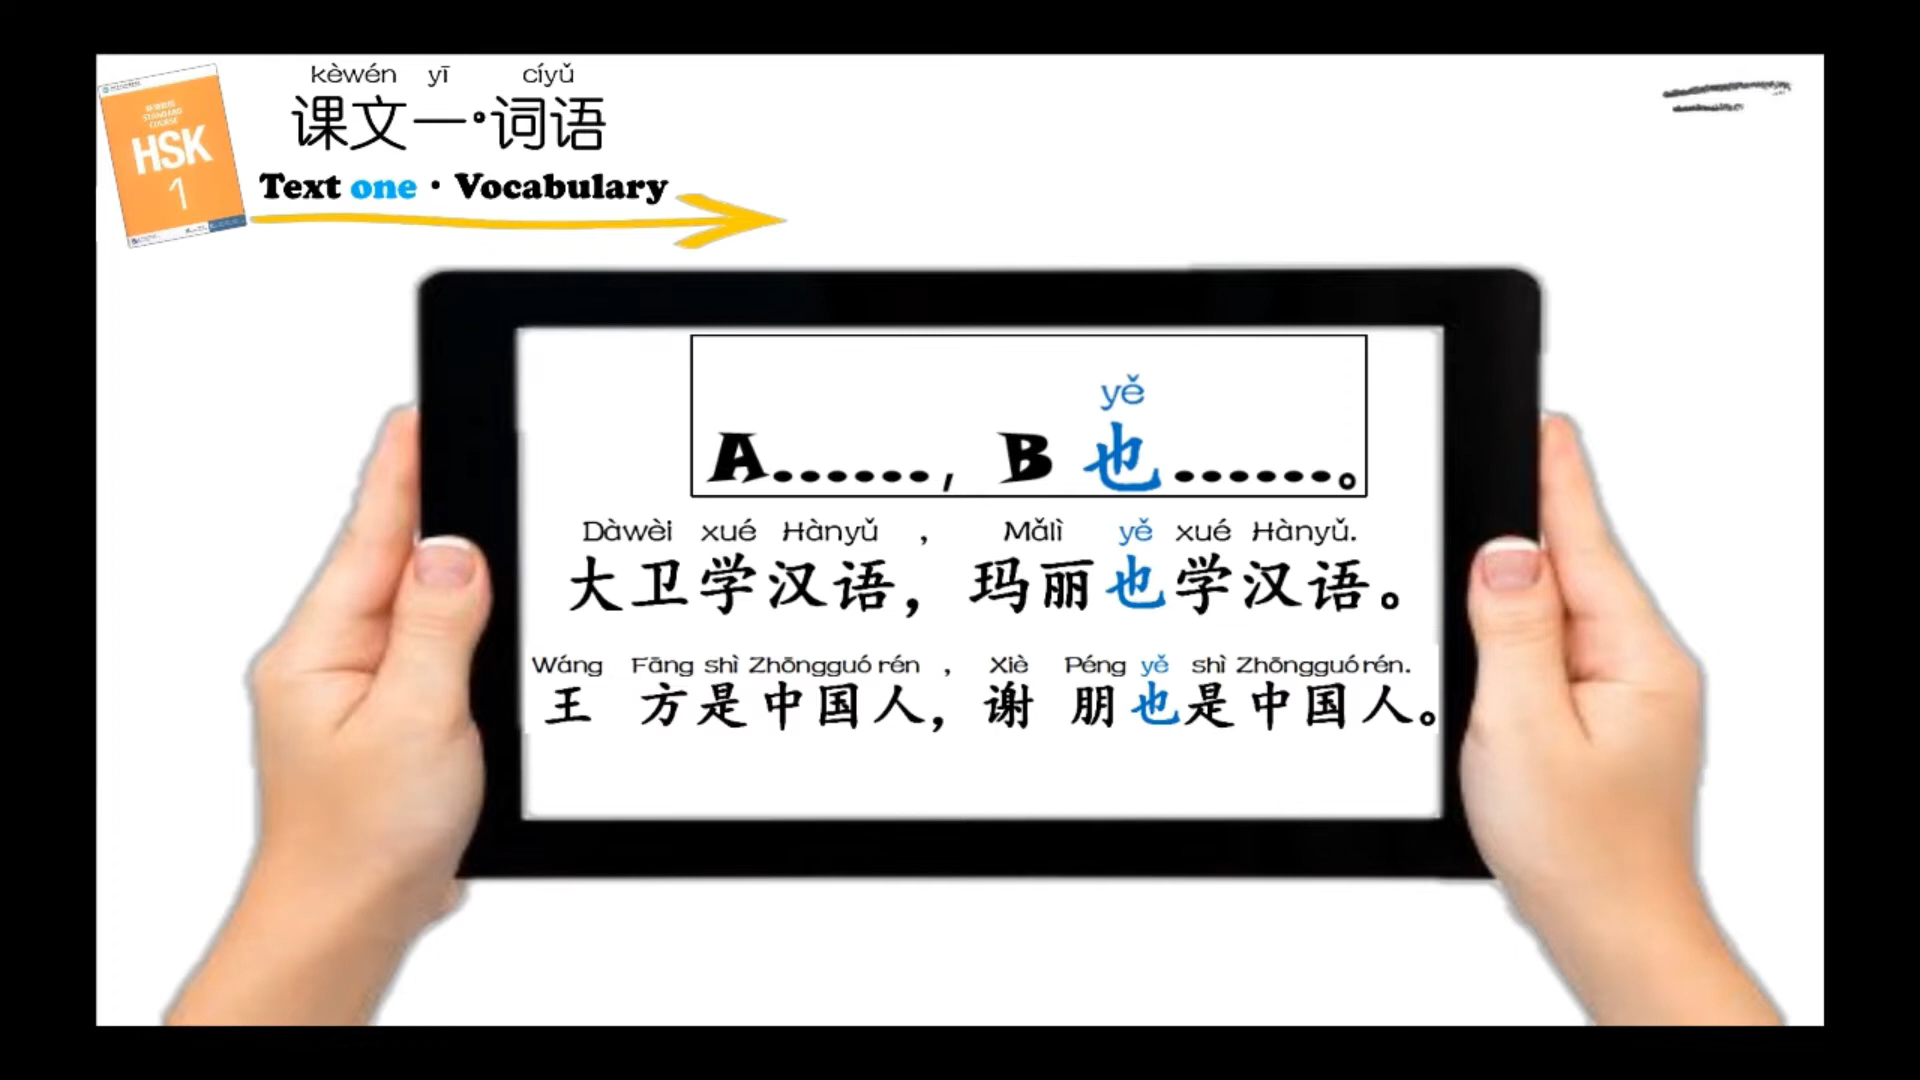 kèwén yī cíyǔ
课文一·词语
Text one · Vocabulary
STANDARD
COURSE
HSK
1
yě
A......, B 也......。
Dàwèi xué Hànyǔ , Mǎlì yě xué Hànyǔ.
大卫学汉语，玛丽也学汉语。
Wáng Fāng shì Zhōngguó rén , Xiè Péng yě shì Zhōngguó rén.
王 方是中国人，谢 朋也是中国人。